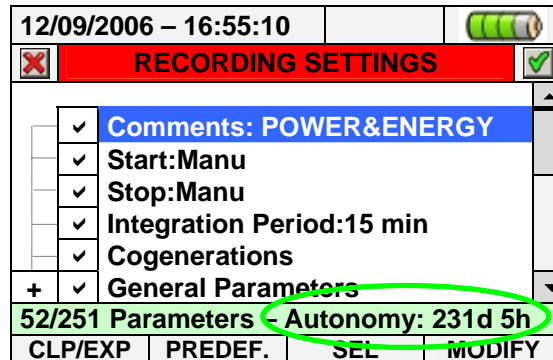 12/09/2006 – 16:55:10
RECORDING SETTINGS
Comments: POWER&ENERGY
Start:Manu
Stop:Manu
Integration Period:15 min
Cogenerations
+ General Parameters
52/251 Parameters – Autonomy: 231d 5h
CLP/EXP PREDEF. SEL MODIFY